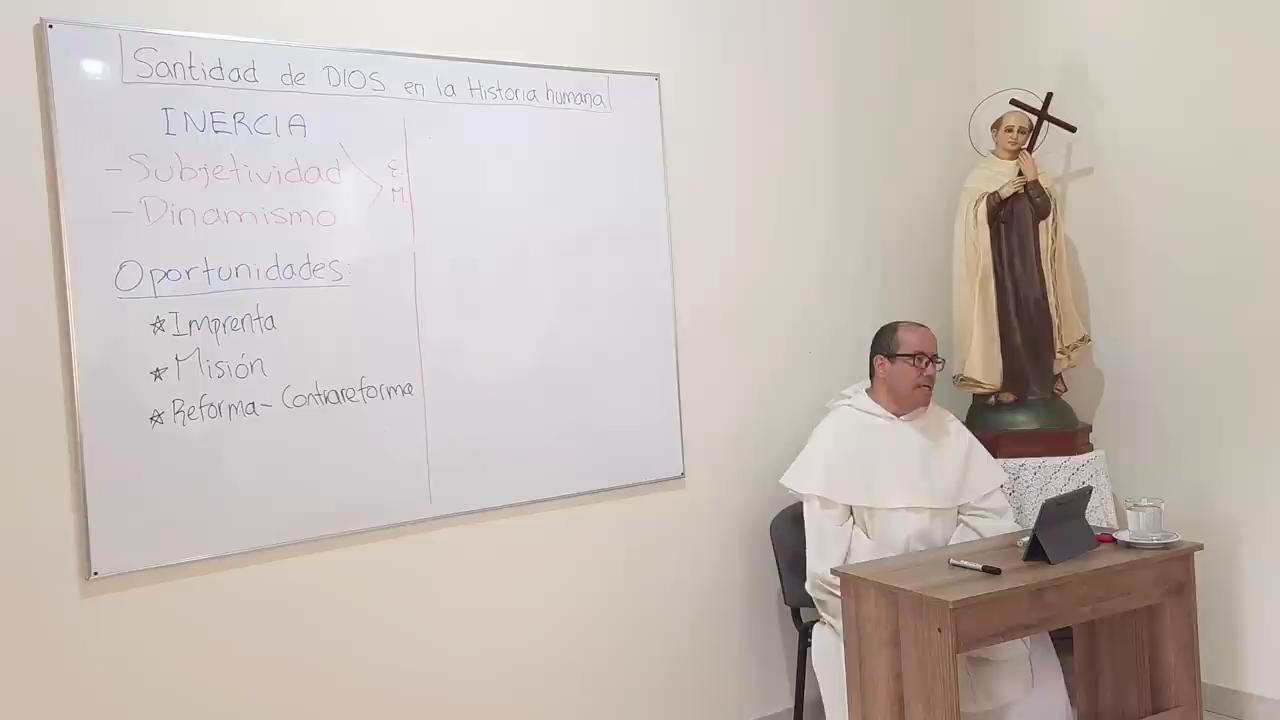 Santidad de DIOS en la Historia humana
INERCIA
- Subjetividad
- Dinamismo
E.
M.
Oportunidades:
☆ Imprenta
☆ Misión
☆ Reforma - Contrareforma